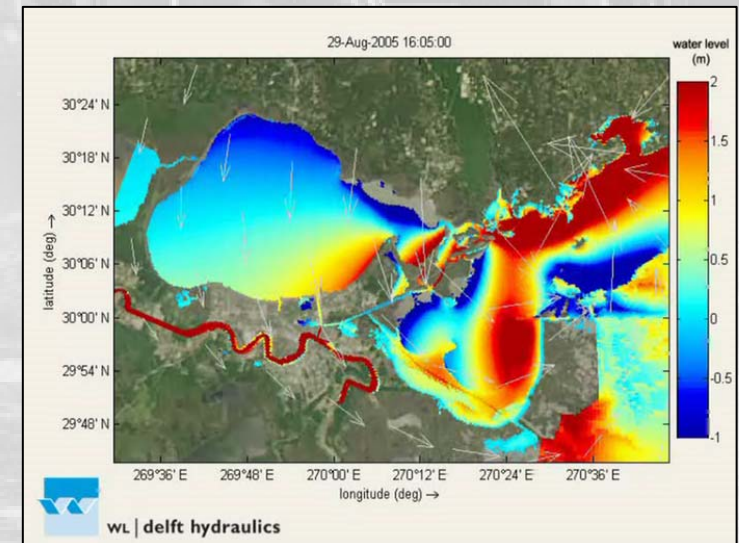 29-Aug-2005 16:05:00
water level
(m)
2
1.5
1
0.5
0
-0.5
-1
30°24' N
30°18' N
30°12' N
30°06' N
30°00' N
29°54' N
29°48' N
latitude (deg) →
269°36' E 269°48' E 270°00' E 270°12' E 270°24' E 270°36' E
longitude (deg) →
WL | delft hydraulics